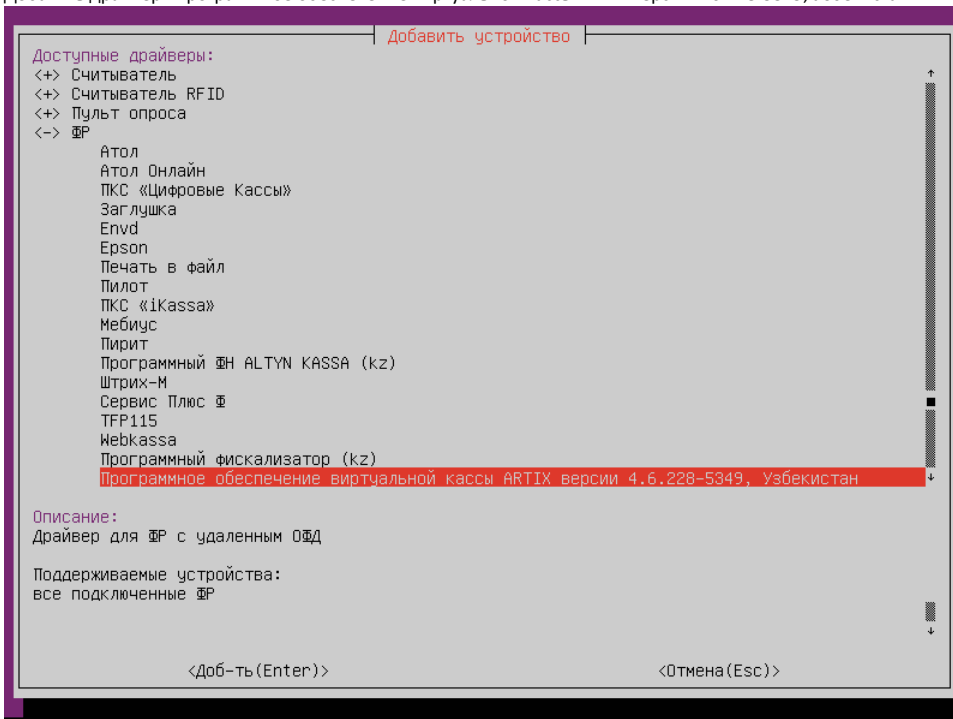 Добавить устройство
Доступные драйверы:
<+> Считыватель
<+> Считыватель RFID
<+> Пульт опроса
<-> ФР
Атол
Атол Онлайн
ПКС «Цифровые Кассы»
Заглушка
Envd
Epson
Печать в файл
Пилот
ПКС «iKassa»
Мебиус
Пирит
Программный ФН ALTYN KASSA (kz)
Штрих-М
Сервис Плюс Ф
TFP115
Webkassa
Программный фискализатор (kz)
Программное обеспечение виртуальной кассы ARTIX версии 4.6.228-5349, Узбекистан
Описание:
Драйвер для ФР с удаленным ОФД
Поддерживаемые устройства:
все подключенные ФР
<Доб-ть(Enter)> <Отмена(Esc)>